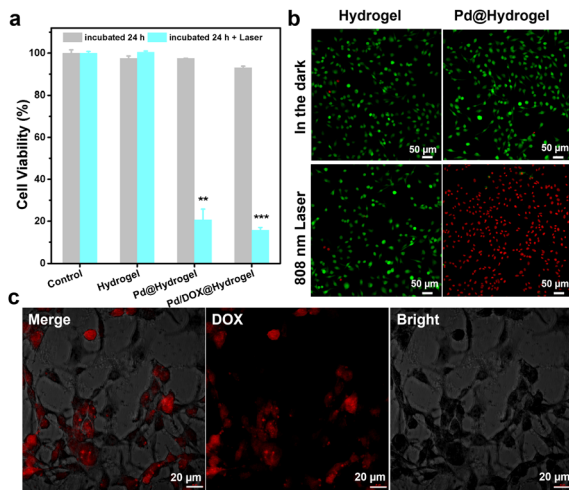 a
incubated 24 h
incubated 24 h + Laser
Cell Viability (%)
120
100
80
60
40
20
0
**
***
Control
Hydrogel
Pd@Hydrogel
Pd/DOX@Hydrogel
b
Hydrogel
Pd@Hydrogel
In the dark
50 µm
50 µm
808 nm Laser
50 µm
50 µm
c
Merge
DOX
Bright
20 µm
20 µm
20 µm